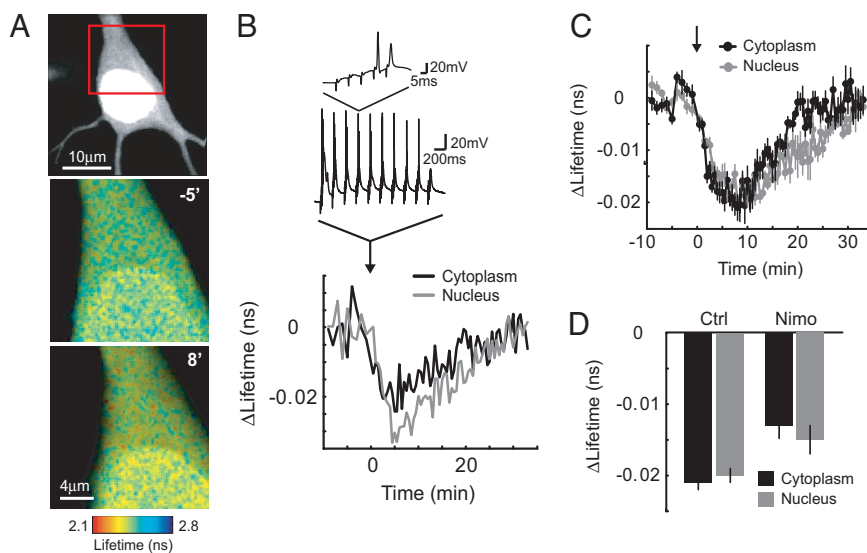 A
10μm
-5'
8'
4μm
2.1 2.8
Lifetime (ns)
B
20mV
5ms
20mV
200ms
Cytoplasm
Nucleus
0
-0.02
ΔLifetime (ns)
0 20
Time (min)
C
Cytoplasm
Nucleus
0
-0.01
-0.02
ΔLifetime (ns)
-10 0 10 20 30
Time (min)
D
Ctrl Nimo
0
-0.01
-0.02
ΔLifetime (ns)
Cytoplasm
Nucleus